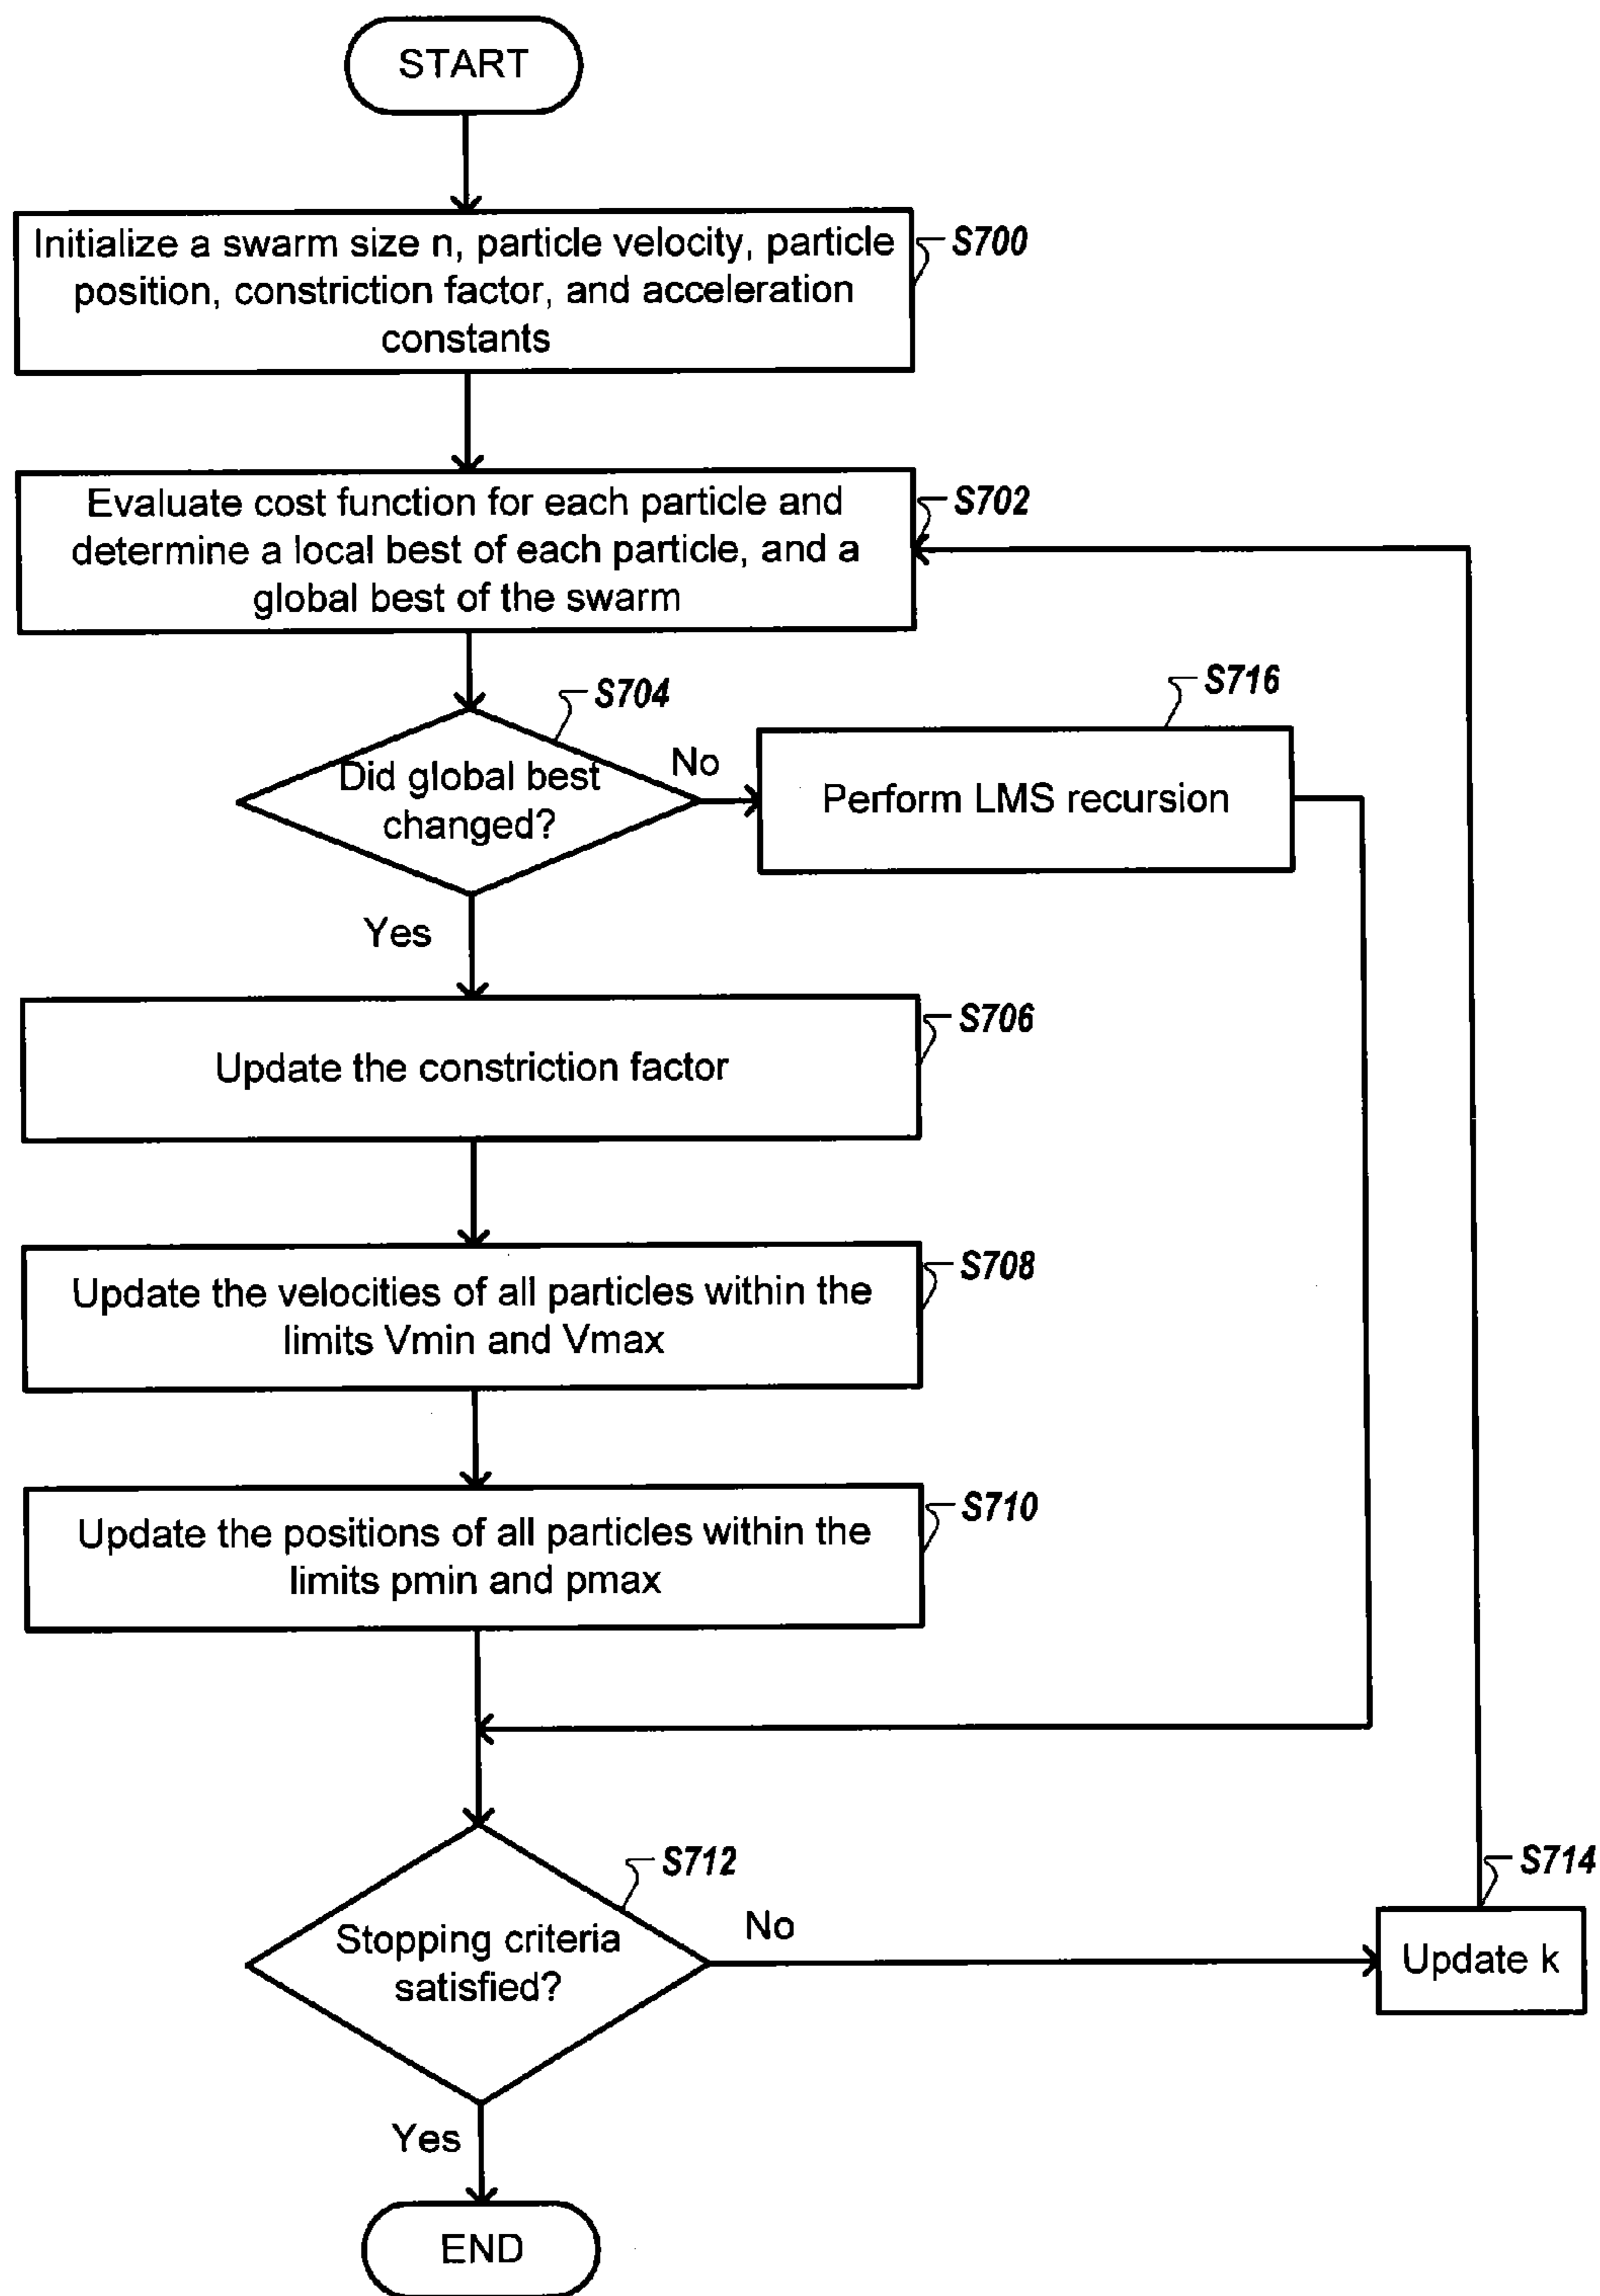 START
Initialize a swarm size n, particle velocity, particle
position, constriction factor, and acceleration
constants
S700
Evaluate cost function for each particle and
determine a local best of each particle, and a
global best of the swarm
S702
S704
Did global best
changed?
No
S716
Perform LMS recursion
Yes
S706
Update the constriction factor
S708
Update the velocities of all particles within the
limits Vmin and Vmax
S710
Update the positions of all particles within the
limits pmin and pmax
S712
Stopping criteria
satisfied?
No
S714
Update k
Yes
END